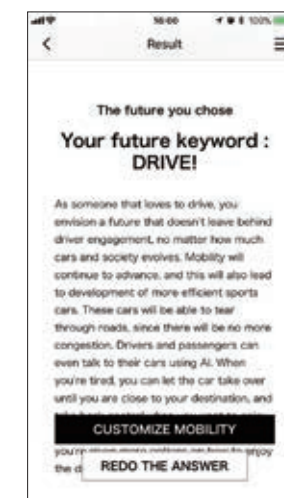 100%
Result
The future you chose
Your future keyword :
DRIVE!
As someone that loves to drive, you
envision a future that doesn't leave behind
driver engagement, no matter how much
cars and society evolves. Mobility will
continue to advance, and this will also lead
to development of more efficient sports
cars. These cars will be able to tear
through roads, since there will be no more
congestion. Drivers and passengers can
even talk to their cars using AI. When
you're tired, you can let the car take over
until you are close to your destination, and
CUSTOMIZE MOBILITY
the d
REDO THE ANSWER